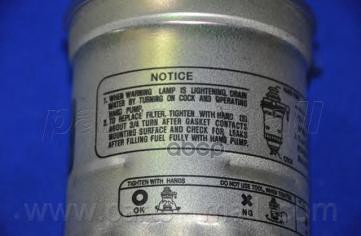 NOTICE
1. WHEN WARNING LAMP IS LIGHTENING, DRAIN
WATER BY TURNING ON COCK AND OPERATING
HAND PUMP.
2. TO REPLACE FILTER, TIGHTEN WITH HAND (S)
ABOUT 3/4 TURN AFTER GASKET CONTACTS
MOUNTING SURFACE AND CHECK FOR LEAKS
AFTER FILLING FUEL FULLY WITH HAND PUMP.
COCK
TIGHTEN WITH HANDS
DO NOT USE TOOL WHEN
OK
NG